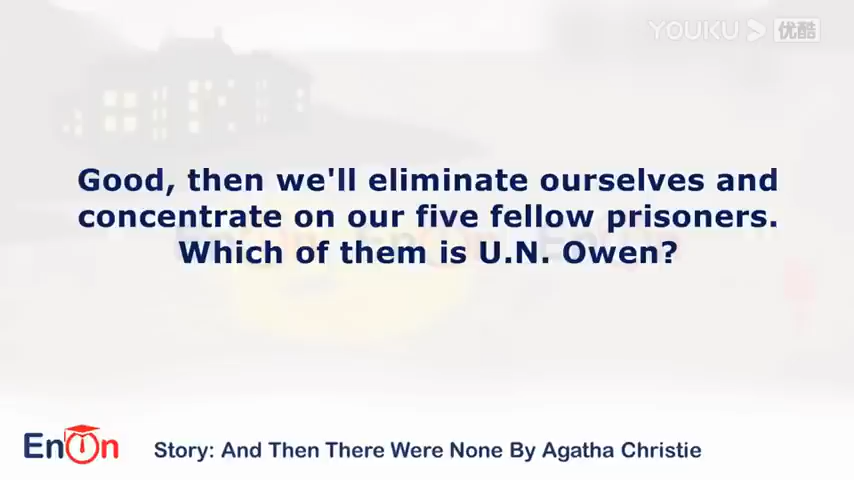 YOUKU 优酷
Good, then we'll eliminate ourselves and
concentrate on our five fellow prisoners.
Which of them is U.N. Owen?
EnOn
Story: And Then There Were None By Agatha Christie